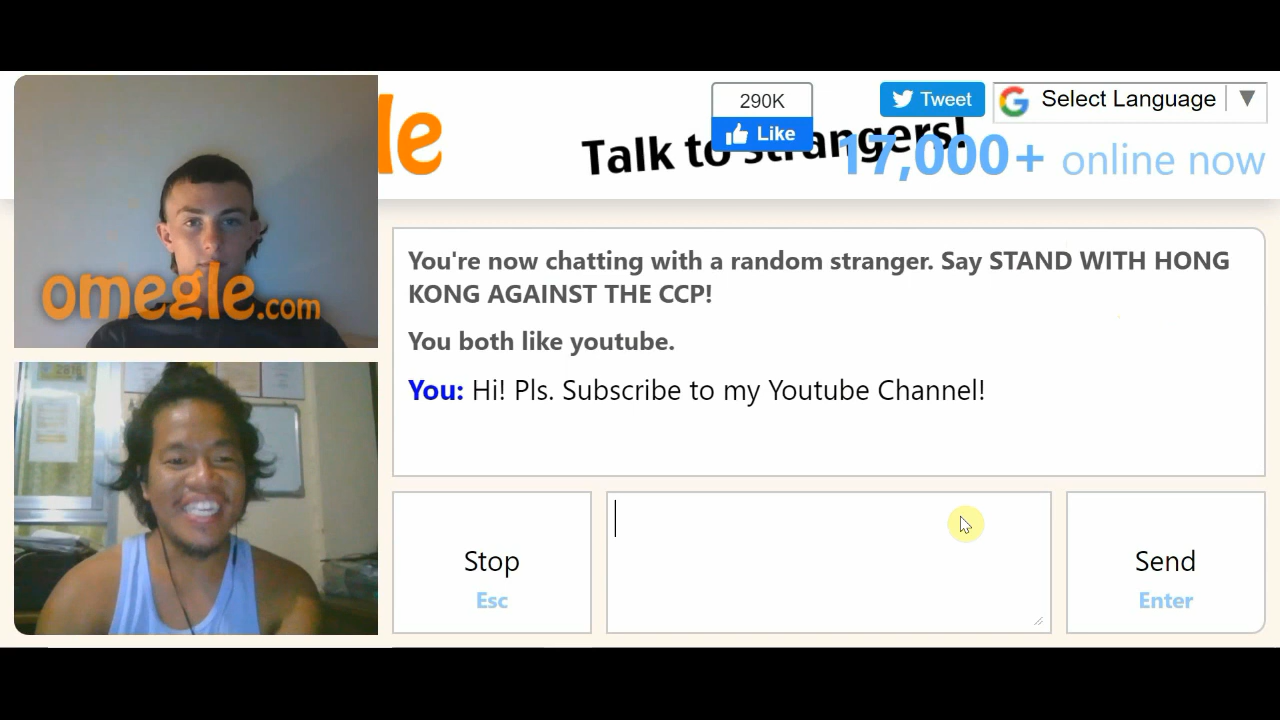 le
Talk to strangers!
290K
Like
Tweet
Select Language
17,000+ online now
omegle.com
You're now chatting with a random stranger. Say STAND WITH HONG
KONG AGAINST THE CCP!
You both like youtube.
You: Hi! Pls. Subscribe to my Youtube Channel!
Stop
Esc
Send
Enter